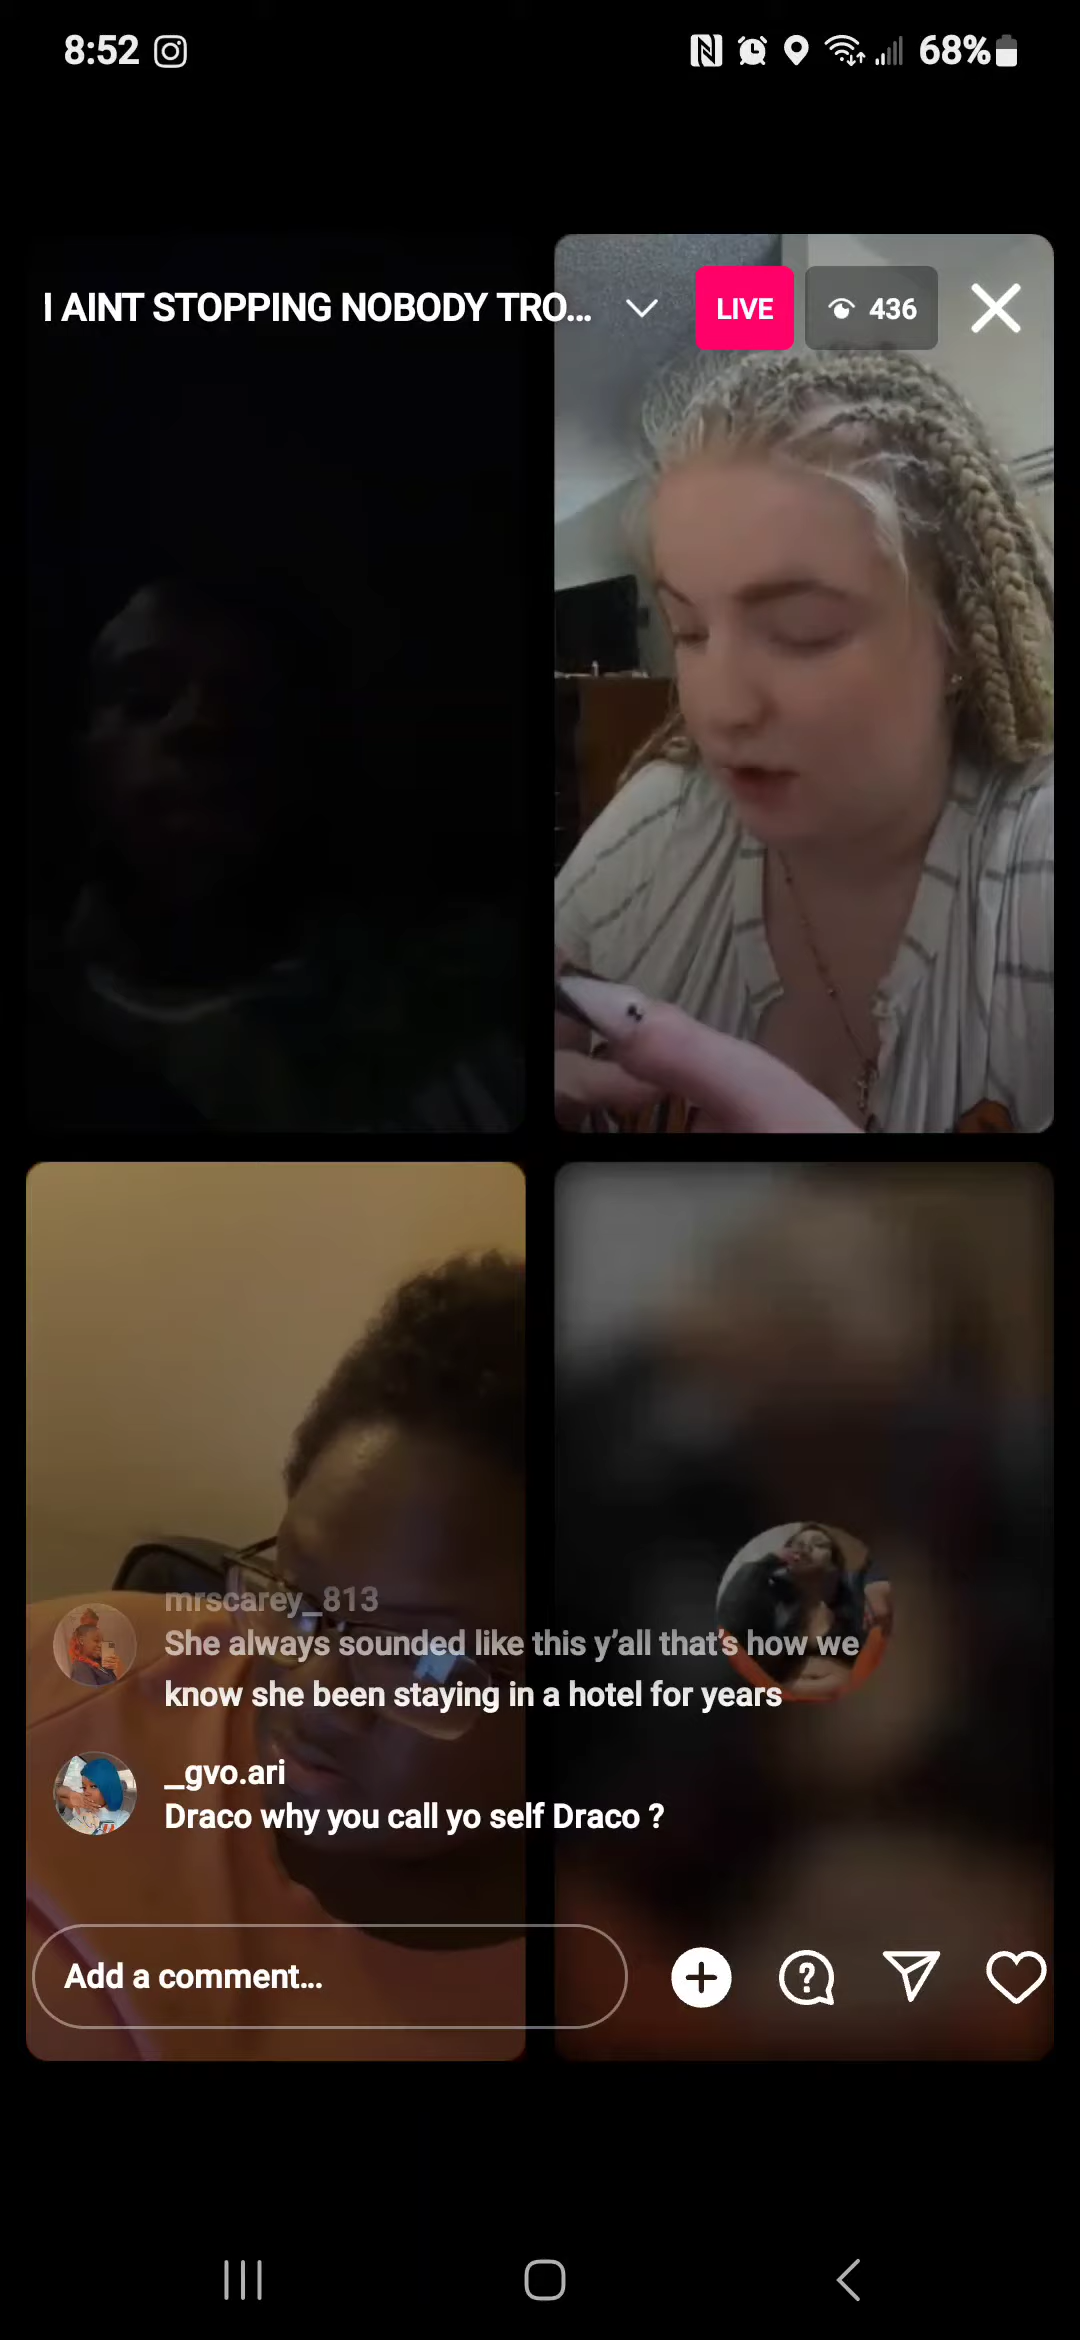 8:52
68%
I AINT STOPPING NOBODY TRO...
LIVE
436
mrscarey_813
She always sounded like this y’all that’s how we
know she been staying in a hotel for years
_gvo.ari
Draco why you call yo self Draco ?
Add a comment...